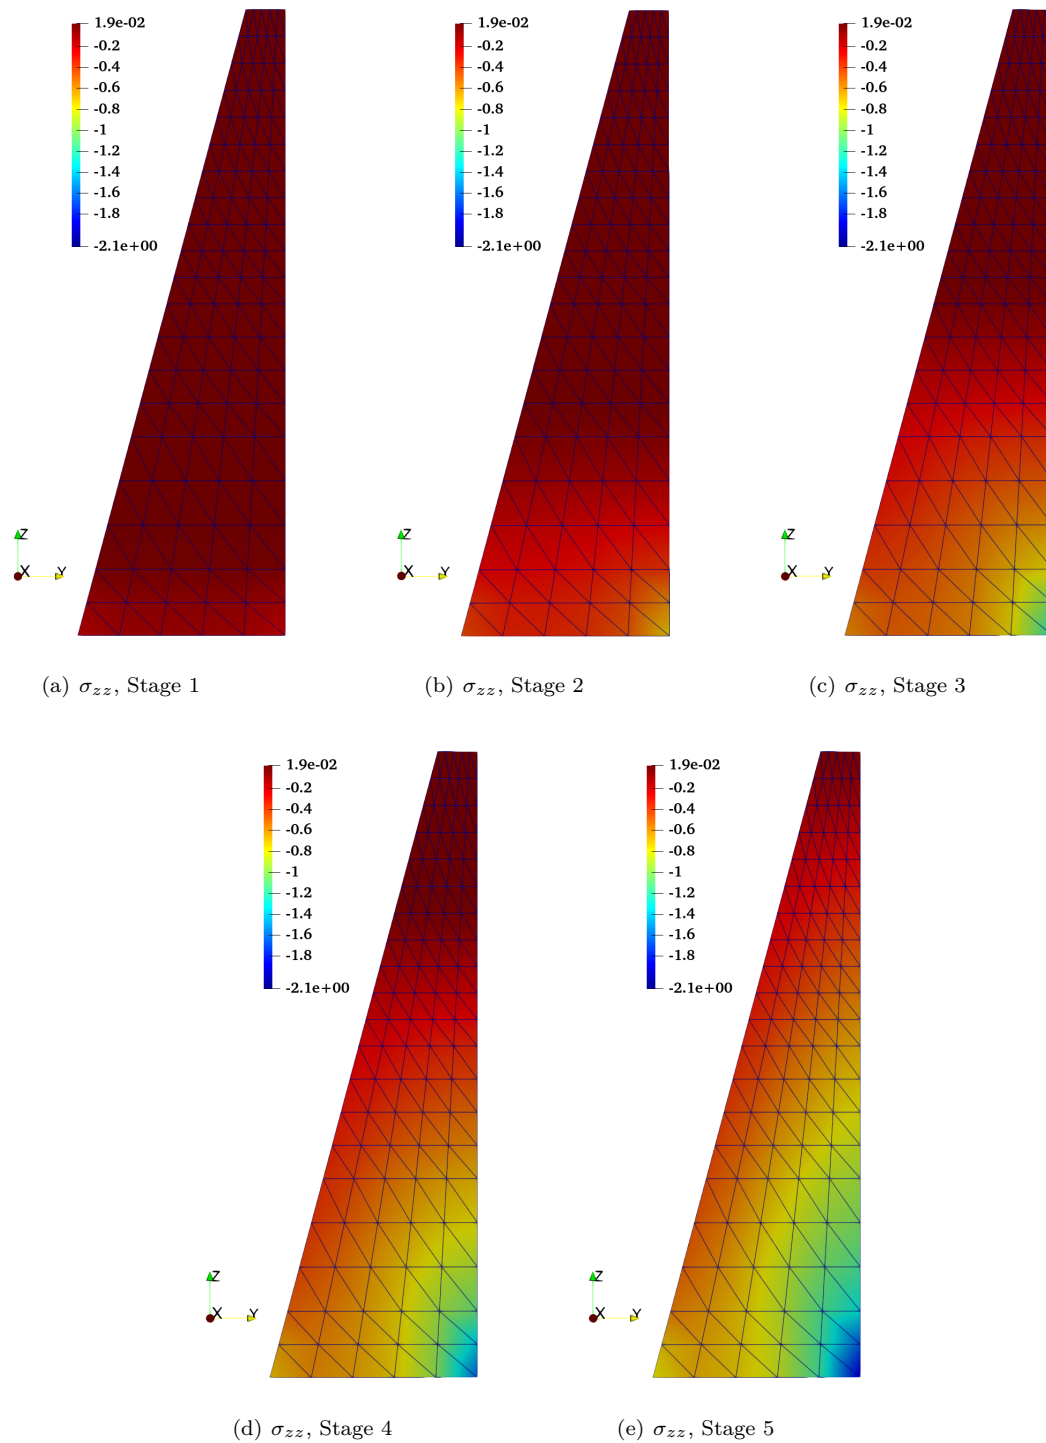 1.9e-02
-0.2
-0.4
-0.6
-0.8
-1
-1.2
-1.4
-1.6
-1.8
-2.1e+00
Z
X
Y
(a) σzz, Stage 1
1.9e-02
-0.2
-0.4
-0.6
-0.8
-1
-1.2
-1.4
-1.6
-1.8
-2.1e+00
Z
X
Y
(b) σzz, Stage 2
1.9e-02
-0.2
-0.4
-0.6
-0.8
-1
-1.2
-1.4
-1.6
-1.8
-2.1e+00
Z
X
Y
(c) σzz, Stage 3
1.9e-02
-0.2
-0.4
-0.6
-0.8
-1
-1.2
-1.4
-1.6
-1.8
-2.1e+00
Z
X
Y
(d) σzz, Stage 4
1.9e-02
-0.2
-0.4
-0.6
-0.8
-1
-1.2
-1.4
-1.6
-1.8
-2.1e+00
Z
X
Y
(e) σzz, Stage 5